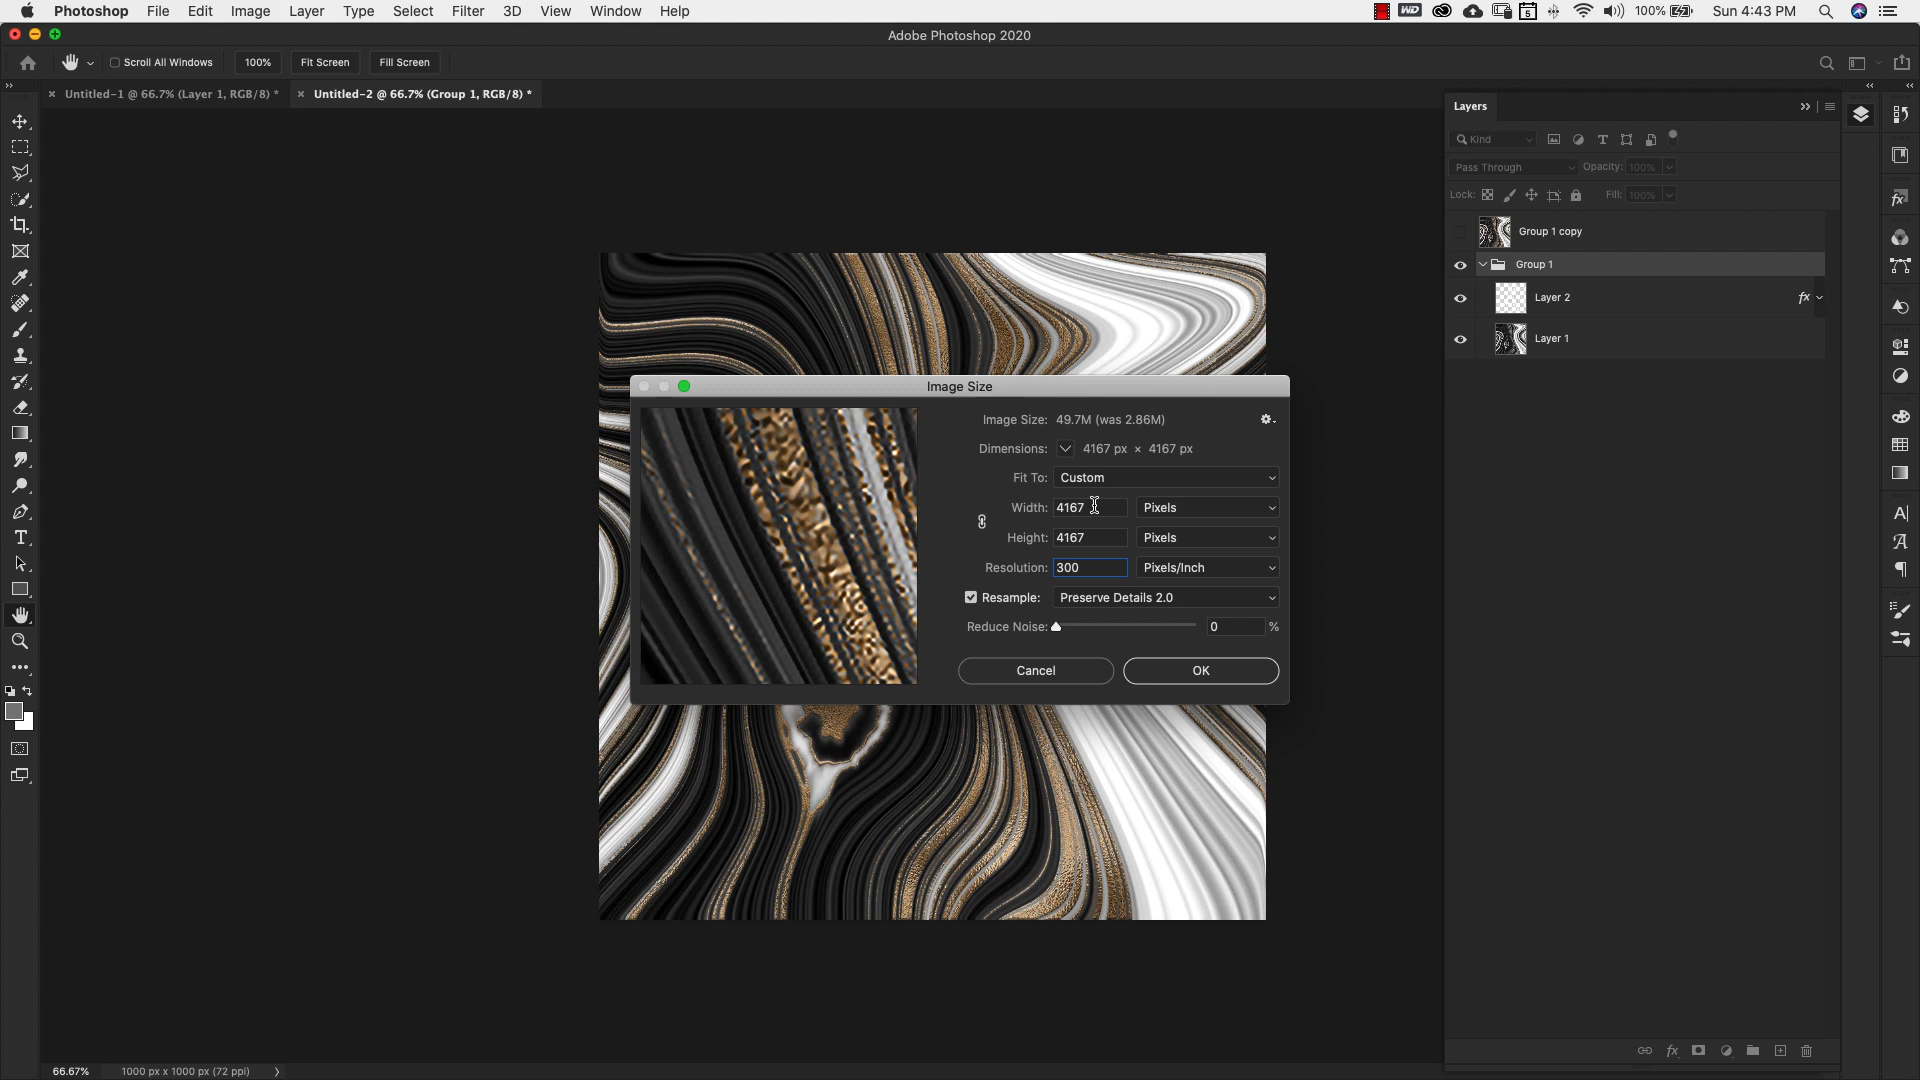 Photoshop File Edit Image Layer Type Select Filter 3D View Window Help
WD 5 100% Sun 4:43 PM
Adobe Photoshop 2020
Scroll All Windows 100% Fit Screen Fill Screen
Untitled-1 @ 66.7% (Layer 1, RGB/8) * Untitled-2 @ 66.7% (Group 1, RGB/8) *
Layers
Kind
Pass Through Opacity: 100%
Lock: Fill: 100%
Group 1 copy
Group 1
Layer 2 fx
Layer 1
Image Size
Image Size: 49.7M (was 2.86M)
Dimensions: 4167 px × 4167 px
Fit To: Custom
Width: 4167 Pixels
Height: 4167 Pixels
Resolution: 300 Pixels/Inch
Resample: Preserve Details 2.0
Reduce Noise: 0 %
Cancel OK
66.67% 1000 px x 1000 px (72 ppi)